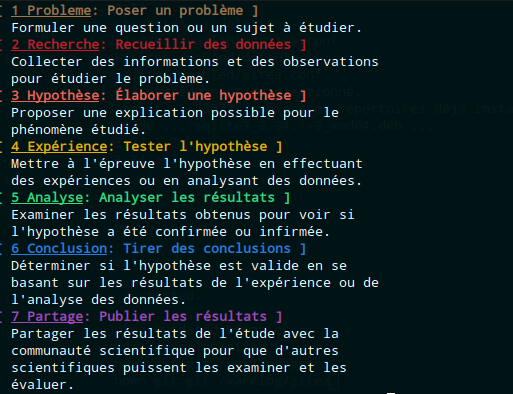 [ 1 Probleme: Poser un problème ]
Formuler une question ou un sujet à étudier.
[ 2 Recherche: Recueillir des données ]
Collecter des informations et des observations
pour étudier le problème.
[ 3 Hypothèse: Élaborer une hypothèse ]
Proposer une explication possible pour le
phénomène étudié.
[ 4 Expérience: Tester l'hypothèse ]
Mettre à l'épreuve l'hypothèse en effectuant
des expériences ou en analysant des données.
[ 5 Analyse: Analyser les résultats ]
Examiner les résultats obtenus pour voir si
l'hypothèse a été confirmée ou infirmée.
[ 6 Conclusion: Tirer des conclusions ]
Déterminer si l'hypothèse est valide en se
basant sur les résultats de l'expérience ou de
l'analyse des données.
[ 7 Partage: Publier les résultats ]
Partager les résultats de l'étude avec la
communauté scientifique pour que d'autres
scientifiques puissent les examiner et les
évaluer.